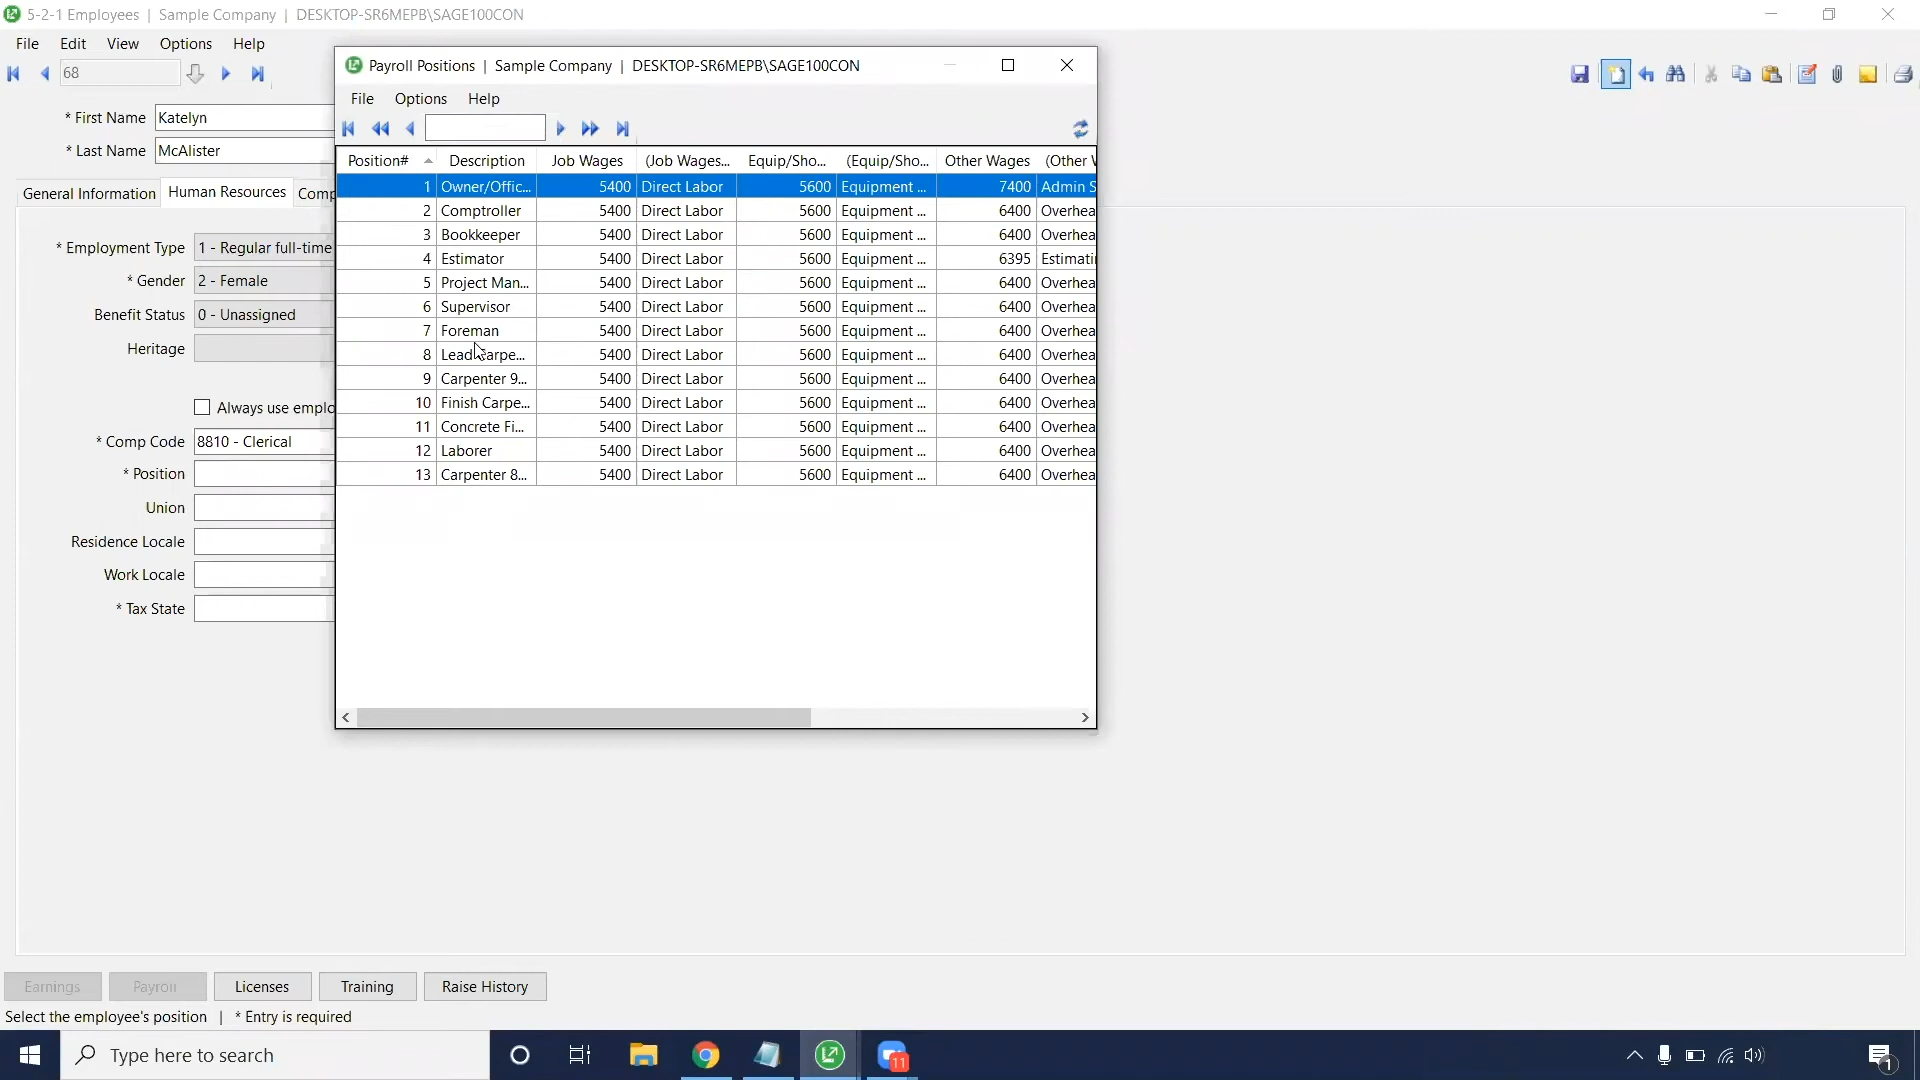 5-2-1 Employees | Sample Company | DESKTOP-SR6MEPB\SAGE100CON
File Edit View Options Help
68
* First Name Katelyn
* Last Name McAlister
General Information Human Resources Comp
* Employment Type 1 - Regular full-time
* Gender 2 - Female
Benefit Status 0 - Unassigned
Heritage
Always use emplo
* Comp Code 8810 - Clerical
* Position
Union
Residence Locale
Work Locale
* Tax State
Payroll Positions | Sample Company | DESKTOP-SR6MEPB\SAGE100CON
File Options Help
Position# Description Job Wages (Job Wages... Equip/Sho... (Equip/Sho... Other Wages (Other W
1 Owner/Offic... 5400 Direct Labor 5600 Equipment ... 7400 Admin S
2 Comptroller 5400 Direct Labor 5600 Equipment ... 6400 Overhea
3 Bookkeeper 5400 Direct Labor 5600 Equipment ... 6400 Overhea
4 Estimator 5400 Direct Labor 5600 Equipment ... 6395 Estimati
5 Project Man... 5400 Direct Labor 5600 Equipment ... 6400 Overhea
6 Supervisor 5400 Direct Labor 5600 Equipment ... 6400 Overhea
7 Foreman 5400 Direct Labor 5600 Equipment ... 6400 Overhea
8 Lead Carpe... 5400 Direct Labor 5600 Equipment ... 6400 Overhea
9 Carpenter 9... 5400 Direct Labor 5600 Equipment ... 6400 Overhea
10 Finish Carpe... 5400 Direct Labor 5600 Equipment ... 6400 Overhea
11 Concrete Fi... 5400 Direct Labor 5600 Equipment ... 6400 Overhea
12 Laborer 5400 Direct Labor 5600 Equipment ... 6400 Overhea
13 Carpenter 8... 5400 Direct Labor 5600 Equipment ... 6400 Overhea
Earnings Payroll Licenses Training Raise History
Select the employee's position | * Entry is required
Type here to search
11
1